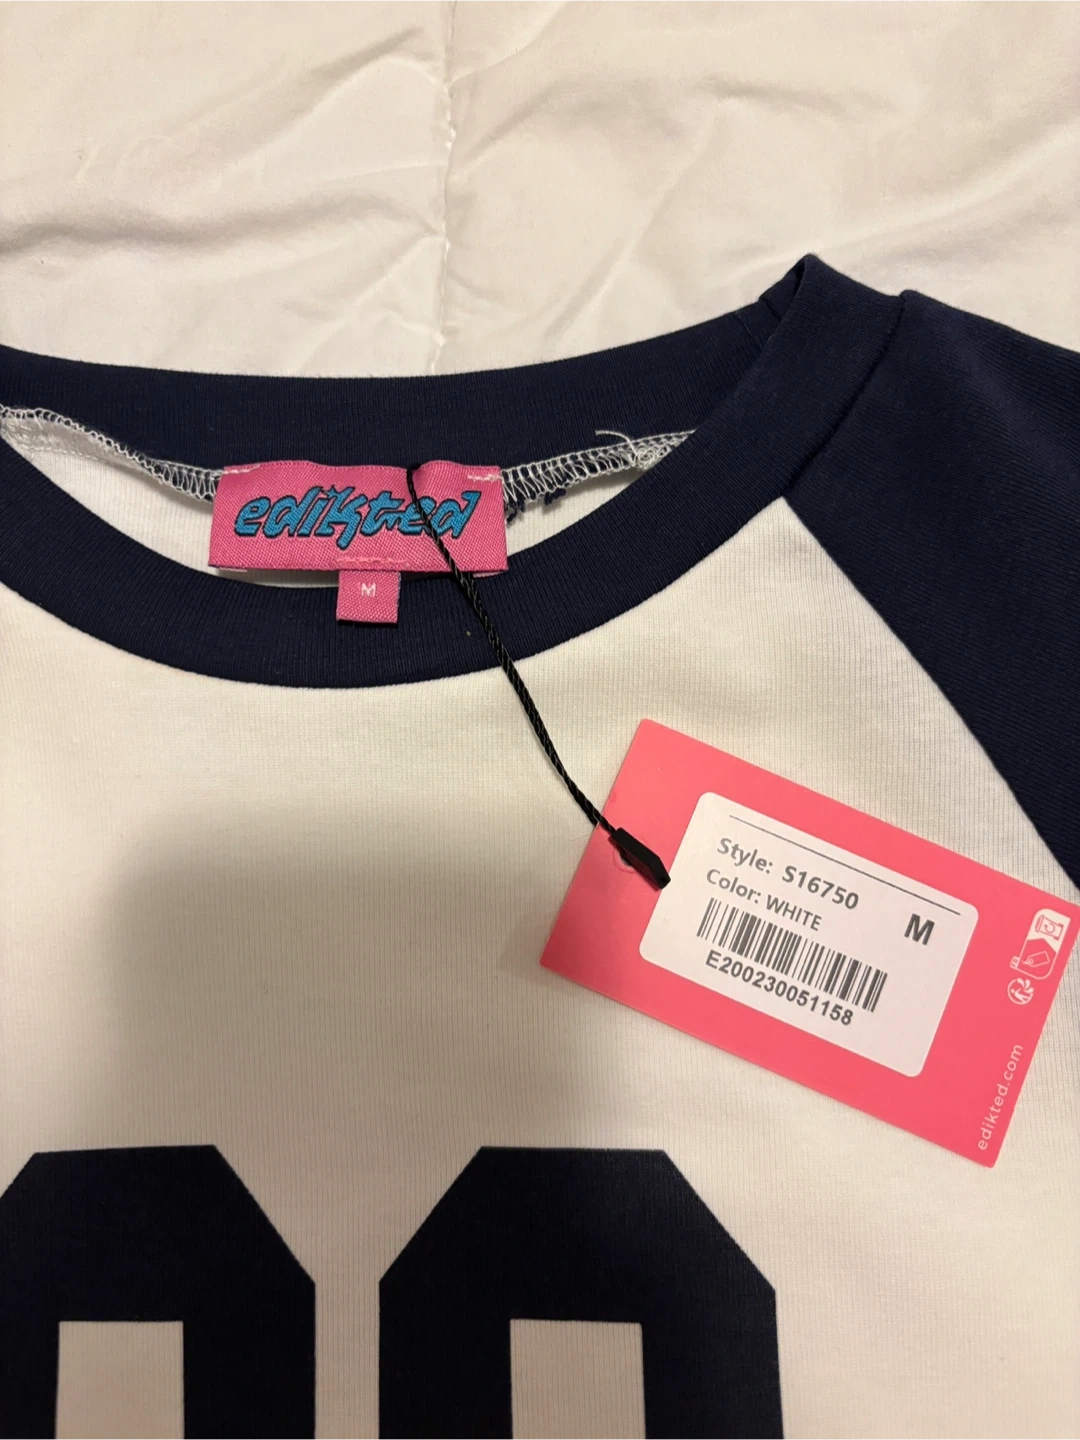 edikted
M
Style: S16750
Color: WHITE
M
E200230051158
edikted.com